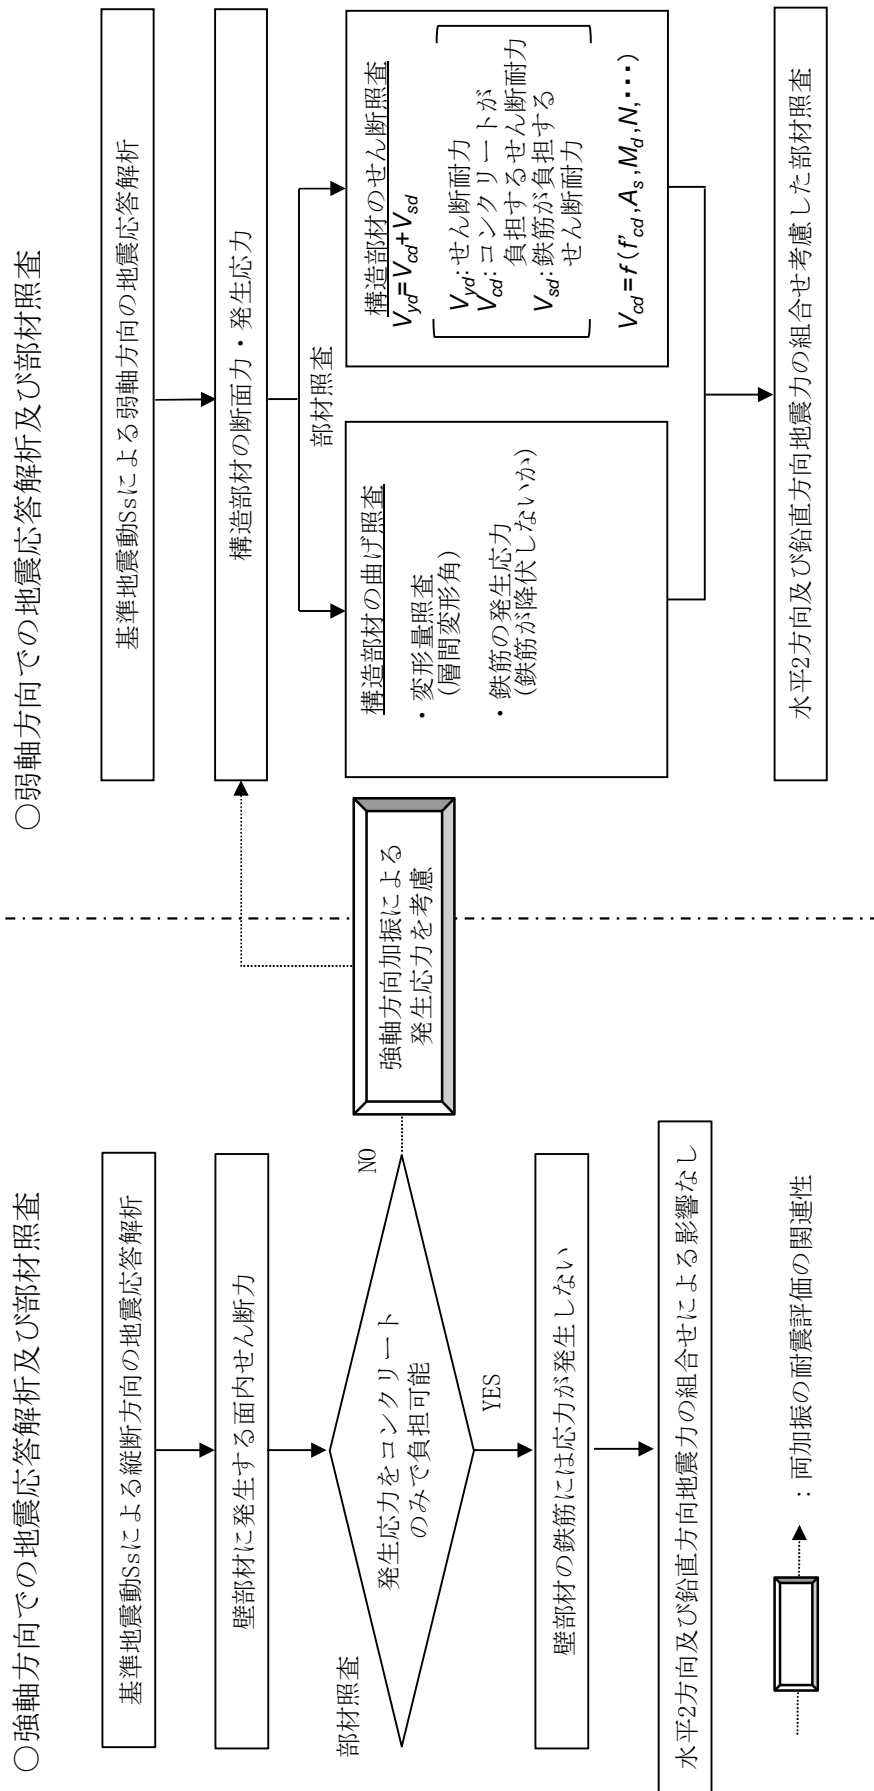 ○強軸方向での地震応答解析及び部材照査
基準地震動Ssによる縦断方向の地震応答解析
壁部材に発生する面内せん断力
部材照査
発生応力をコンクリート
のみで負担可能
NO
YES
壁部材の鉄筋には応力が発生しない
水平2方向及び鉛直方向地震力の組合せによる影響なし
：両加振の耐震評価の関連性
強軸方向加振による
発生応力を考慮
○弱軸方向での地震応答解析及び部材照査
基準地震動Ssによる弱軸方向の地震応答解析
構造部材の断面力・発生応力
部材照査
構造部材の曲げ照査
・変形量照査
(層間変形角)
・鉄筋の発生応力
(鉄筋が降伏しないか)
構造部材のせん断照査
Vyd=Vcd+Vsd
Vyd:せん断耐力
Vcd:コンクリートが
負担するせん断耐力
Vsd:鉄筋が負担する
せん断耐力
Vcd=f(f'cd,As,Md,N,･･･)
水平2方向及び鉛直方向地震力の組合せ考慮した部材照査